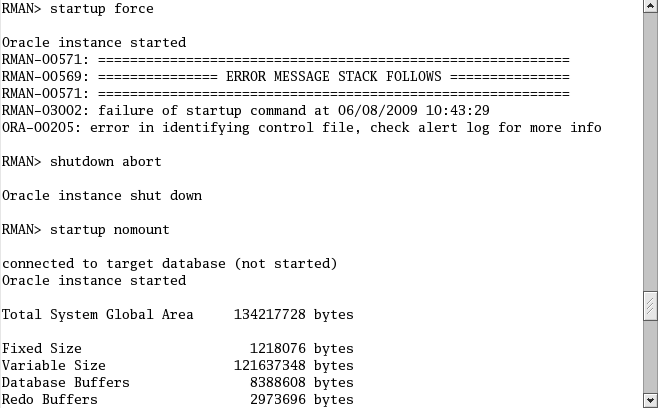 RMAN> startup force
Oracle instance started
RMAN-00571: ===========================================================
RMAN-00569: =============== ERROR MESSAGE STACK FOLLOWS ===============
RMAN-00571: ===========================================================
RMAN-03002: failure of startup command at 06/08/2009 10:43:29
ORA-00205: error in identifying control file, check alert log for more info
RMAN> shutdown abort
Oracle instance shut down
RMAN> startup nomount
connected to target database (not started)
Oracle instance started
Total System Global Area     134217728 bytes
Fixed Size                     1218076 bytes
Variable Size                121637348 bytes
Database Buffers               8388608 bytes
Redo Buffers                   2973696 bytes